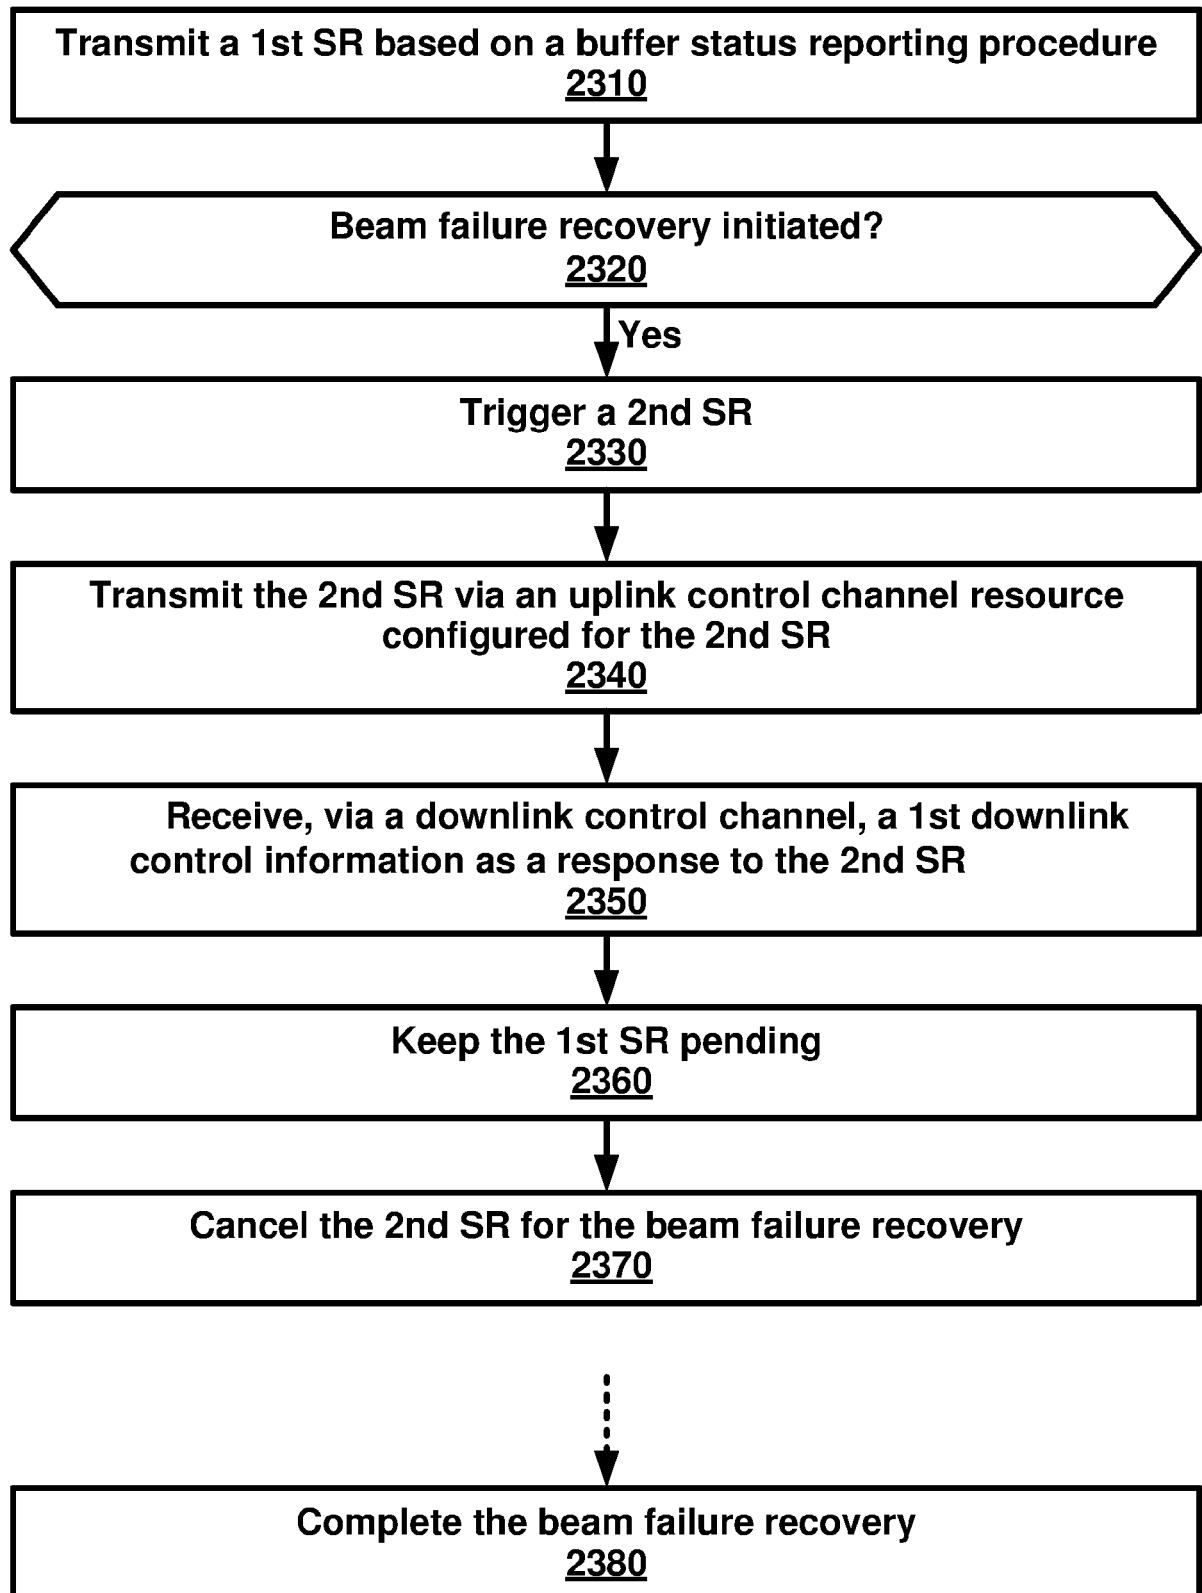 Transmit a 1st SR based on a buffer status reporting procedure
2310
Beam failure recovery initiated?
2320
Yes
Trigger a 2nd SR
2330
Transmit the 2nd SR via an uplink control channel resource
configured for the 2nd SR
2340
Receive, via a downlink control channel, a 1st downlink
control information as a response to the 2nd SR
2350
Keep the 1st SR pending
2360
Cancel the 2nd SR for the beam failure recovery
2370
Complete the beam failure recovery
2380